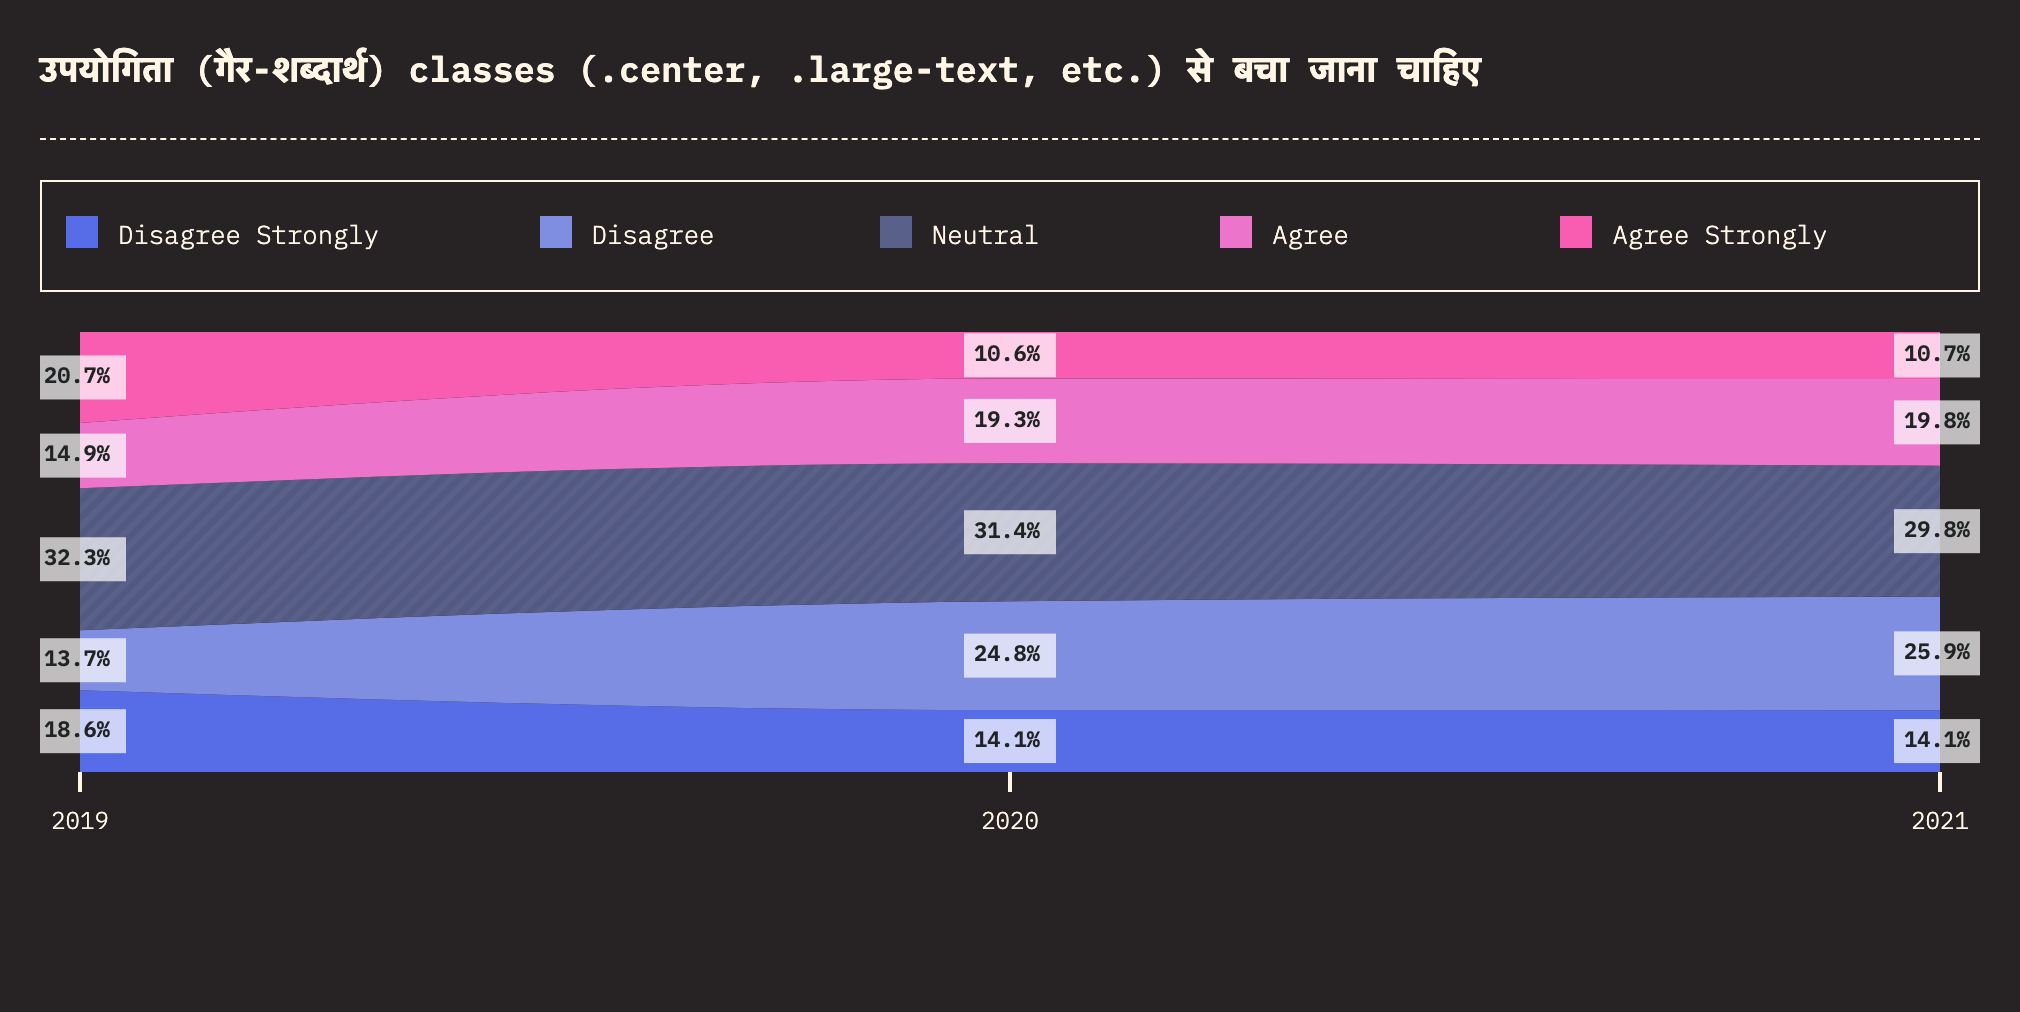 उपयोगिता (गैर-शब्दार्थ) classes (.center, .large-text, etc.) से बचा जाना चाहिए
Disagree Strongly Disagree Neutral Agree Agree Strongly
20.7% 10.6% 10.7%
14.9% 19.3% 19.8%
32.3% 31.4% 29.8%
13.7% 24.8% 25.9%
18.6% 14.1% 14.1%
2019 2020 2021